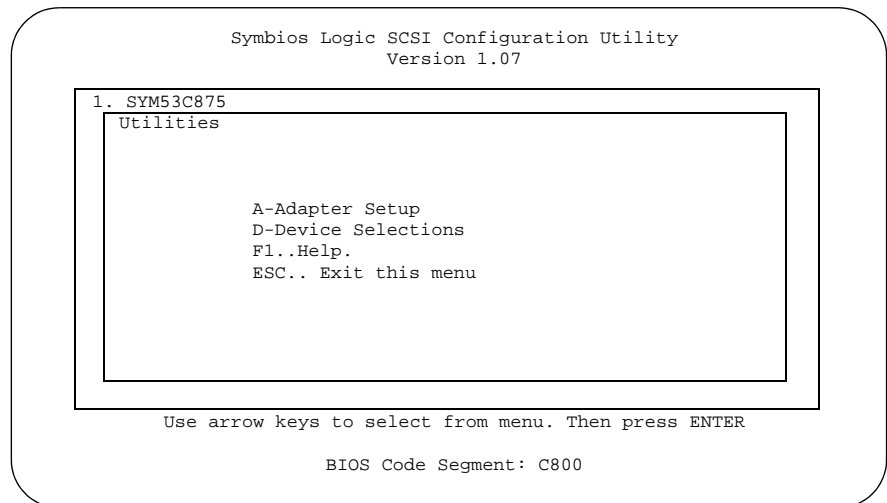 Symbios Logic SCSI Configuration Utility
Version 1.07
1. SYM53C875
Utilities
A-Adapter Setup
D-Device Selections
F1..Help.
ESC.. Exit this menu
Use arrow keys to select from menu. Then press ENTER
BIOS Code Segment: C800